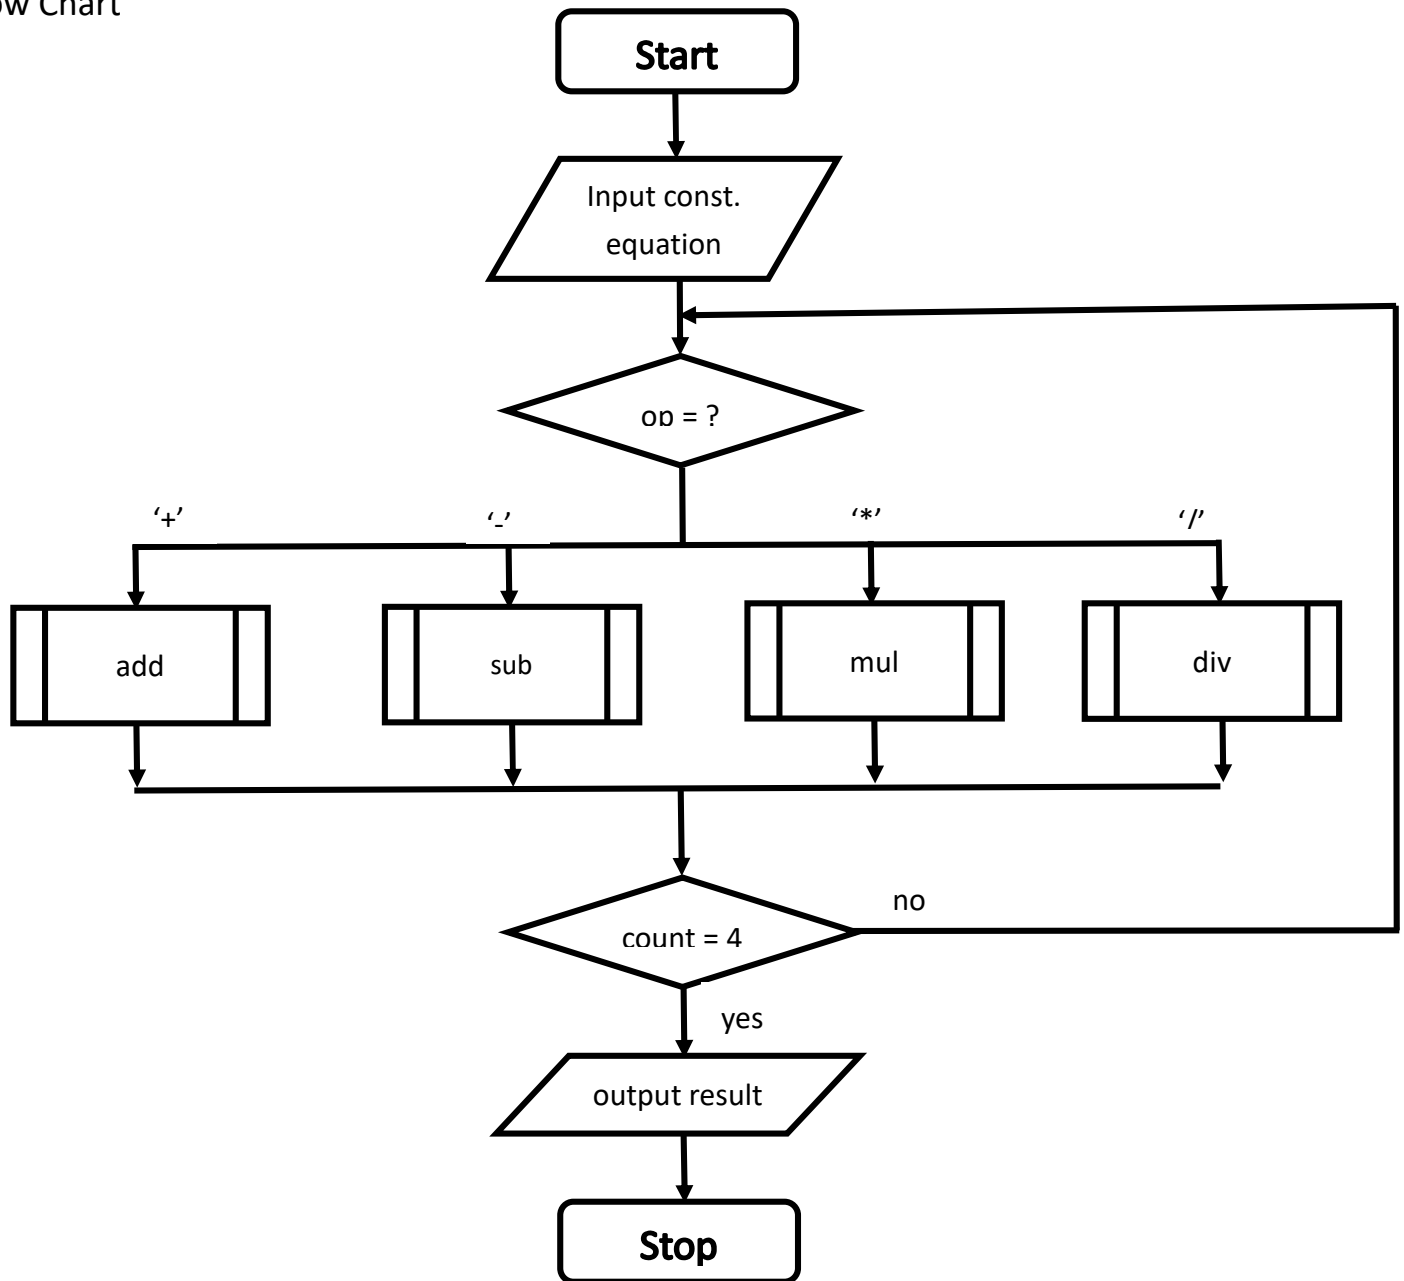 ow Chart
Start
Input const.
equation
op = ?
‘+’ ‘-’ ‘*’ ‘/’
add sub mul div
count = 4
no
yes
output result
Stop